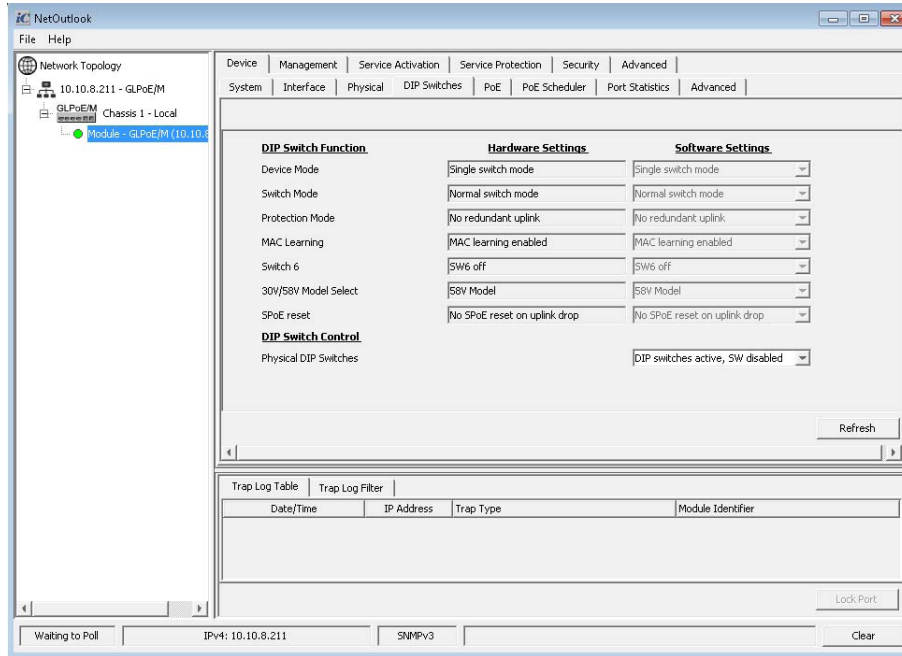 iC NetOutlook
File Help
Network Topology
10.10.8.211 - GLPoE/M
GLPoE/M Chassis 1 - Local
Module - GLPoE/M (10.10.8
Device Management Service Activation Service Protection Security Advanced
System Interface Physical DIP Switches PoE PoE Scheduler Port Statistics Advanced
DIP Switch Function Hardware Settings Software Settings
Device Mode Single switch mode Single switch mode
Switch Mode Normal switch mode Normal switch mode
Protection Mode No redundant uplink No redundant uplink
MAC Learning MAC learning enabled MAC learning enabled
Switch 6 SW6 off SW6 off
30V/58V Model Select 58V Model 58V Model
SPoE reset No SPoE reset on uplink drop No SPoE reset on uplink drop
DIP Switch Control
Physical DIP Switches DIP switches active, SW disabled
Refresh
Trap Log Table Trap Log Filter
Date/Time IP Address Trap Type Module Identifier
Lock Port
Waiting to Poll IPv4: 10.10.8.211 SNMPv3 Clear